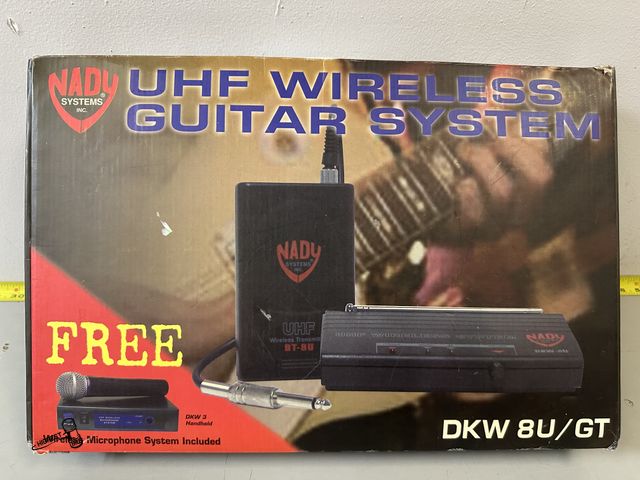 NADY
SYSTEMS®
INC.
UHF WIRELESS
GUITAR SYSTEM
NADY
SYSTEMS
INC.
UHF
Wireless Transmitter
BT-8U
NADY
DKW-8U
FREE
DKW 3
Handheld
Microphone System Included
DKW 8U/GT